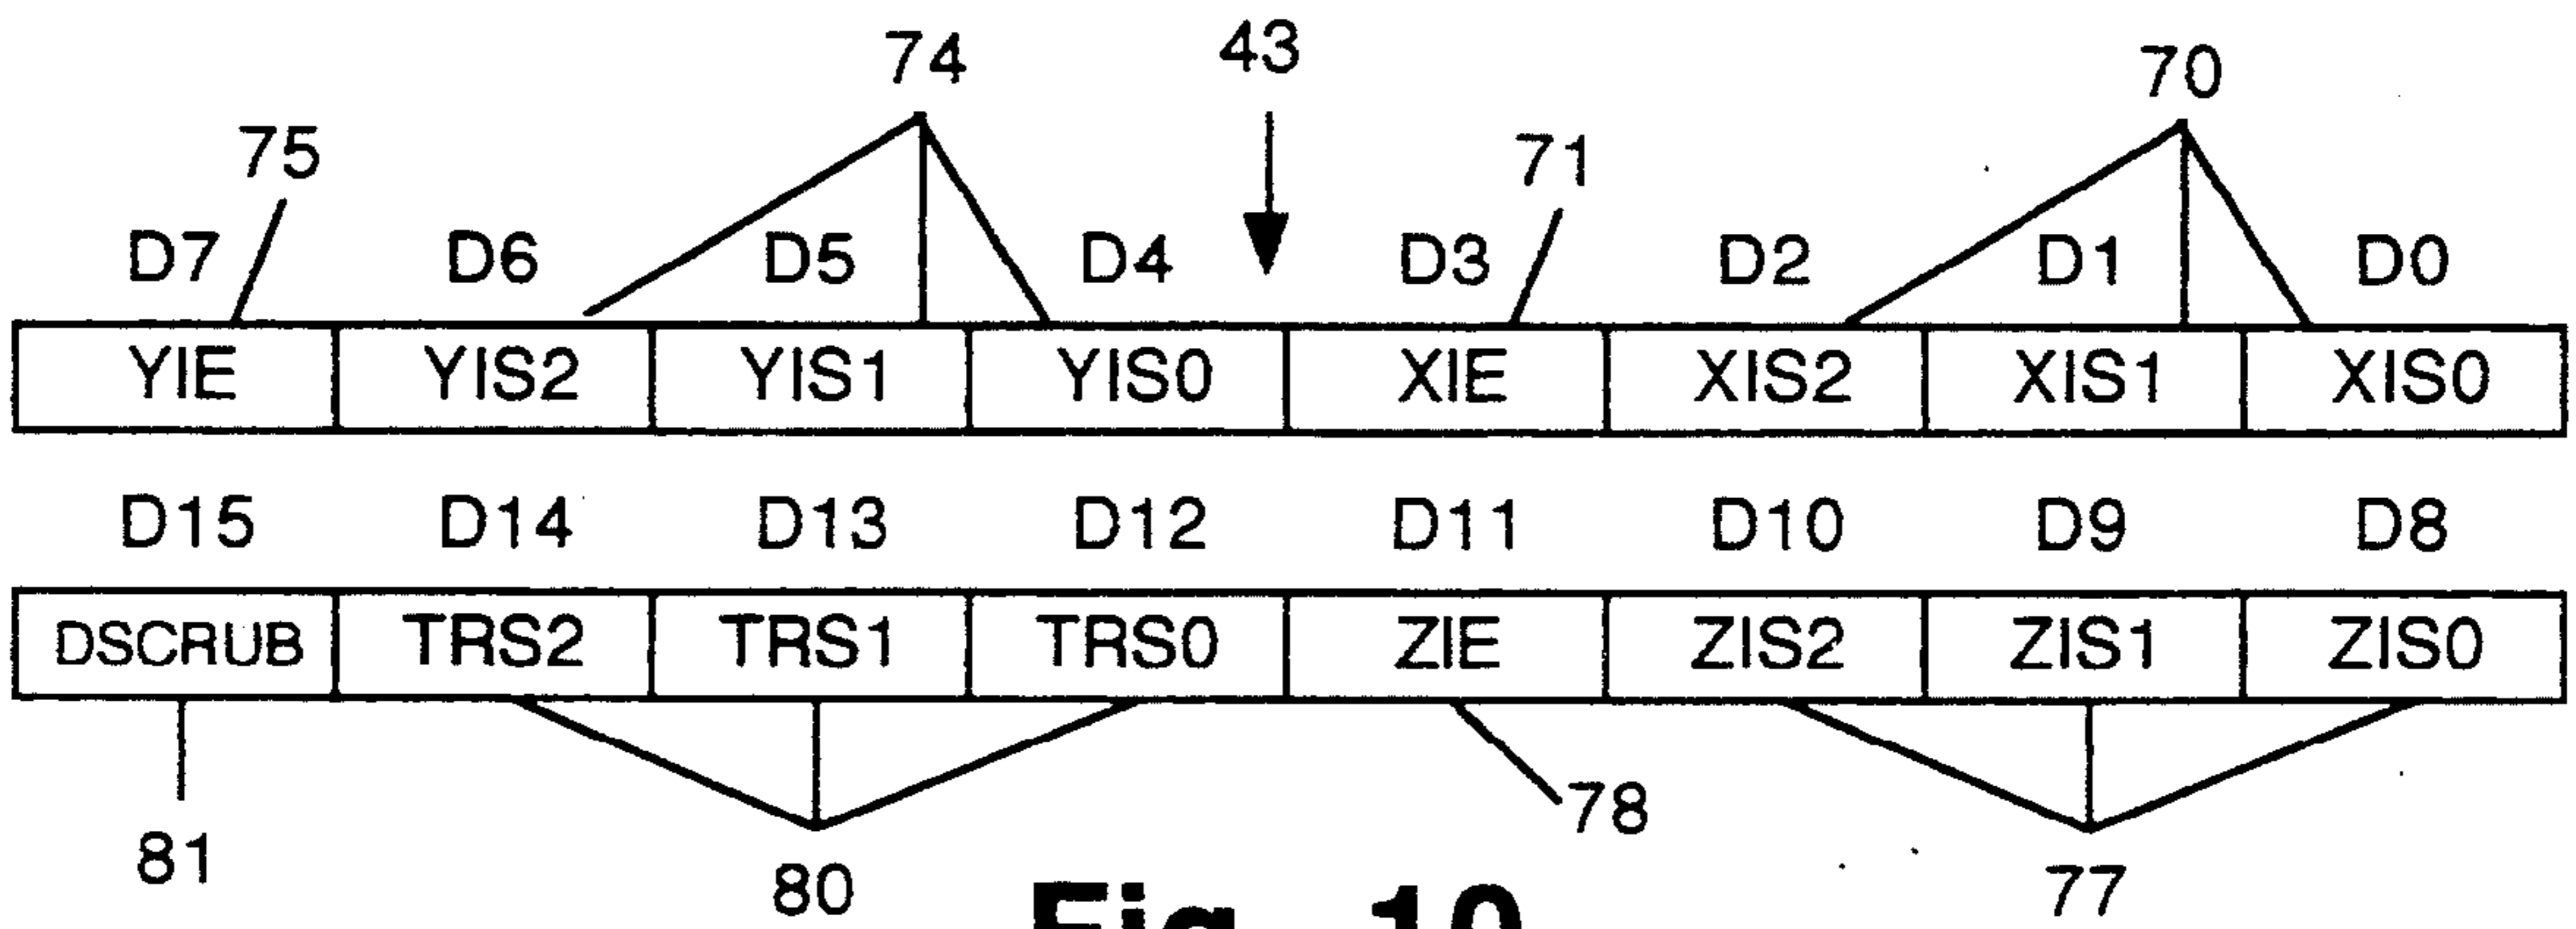 74 43 70
75 71
D7 D6 D5 D4 D3 D2 D1 D0
YIE YIS2 YIS1 YIS0 XIE XIS2 XIS1 XIS0
D15 D14 D13 D12 D11 D10 D9 D8
DSCRUB TRS2 TRS1 TRS0 ZIE ZIS2 ZIS1 ZIS0
78
81 80 77
Fig.